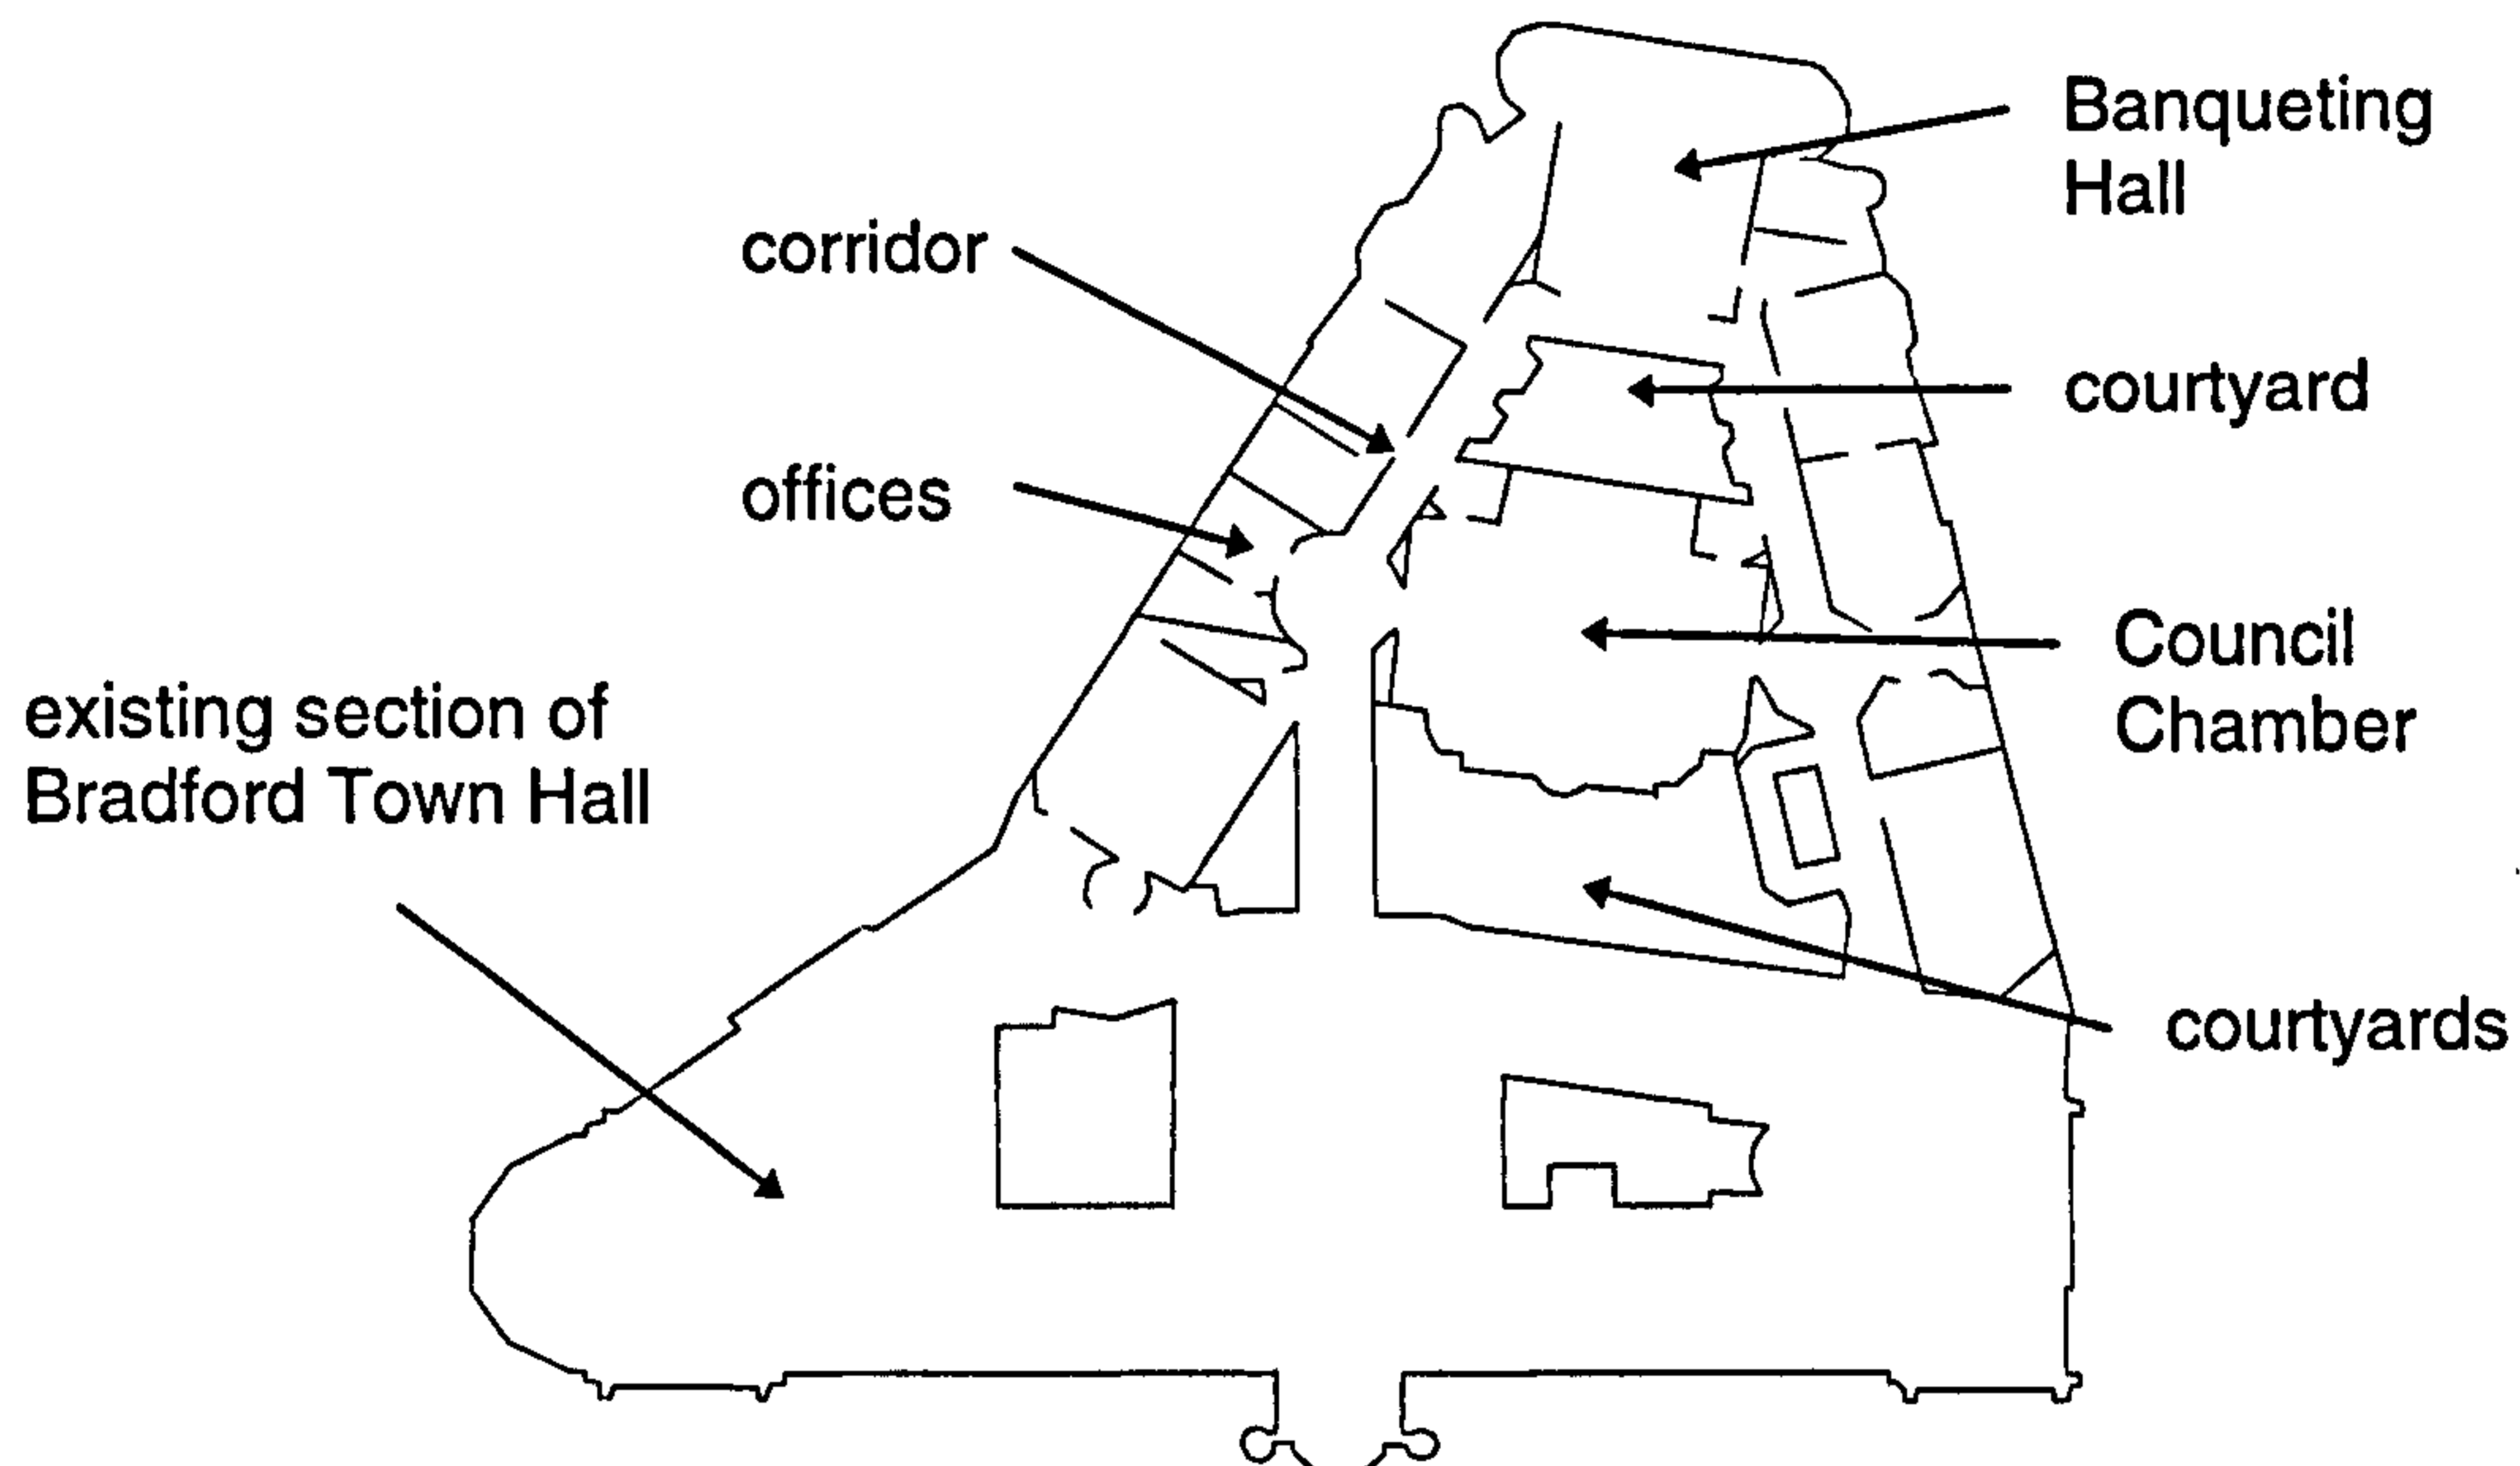 Banqueting
Hall
corridor
courtyard
offices
Council
Chamber
existing section of
Bradford Town Hall
courtyards